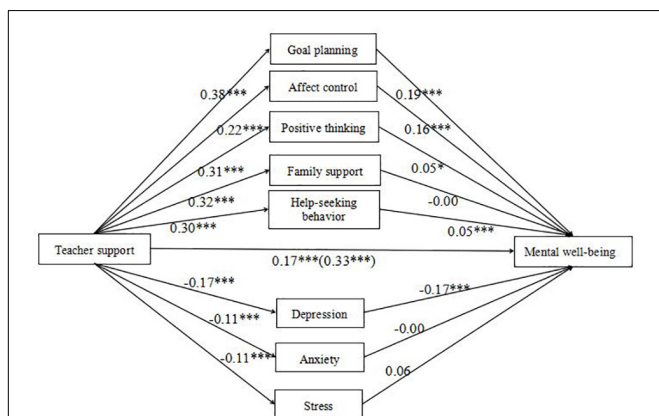 Goal planning
0.38***
0.19***
Affect control
0.22***
0.16***
Positive thinking
0.31***
0.05*
Family support
0.32***
-0.00
Help-seeking
behavior
0.30***
0.05***
Teacher support
0.17***(0.33***)
Mental well-being
-0.17***
-0.17***
Depression
-0.11***
-0.00
Anxiety
-0.11***
0.06
Stress